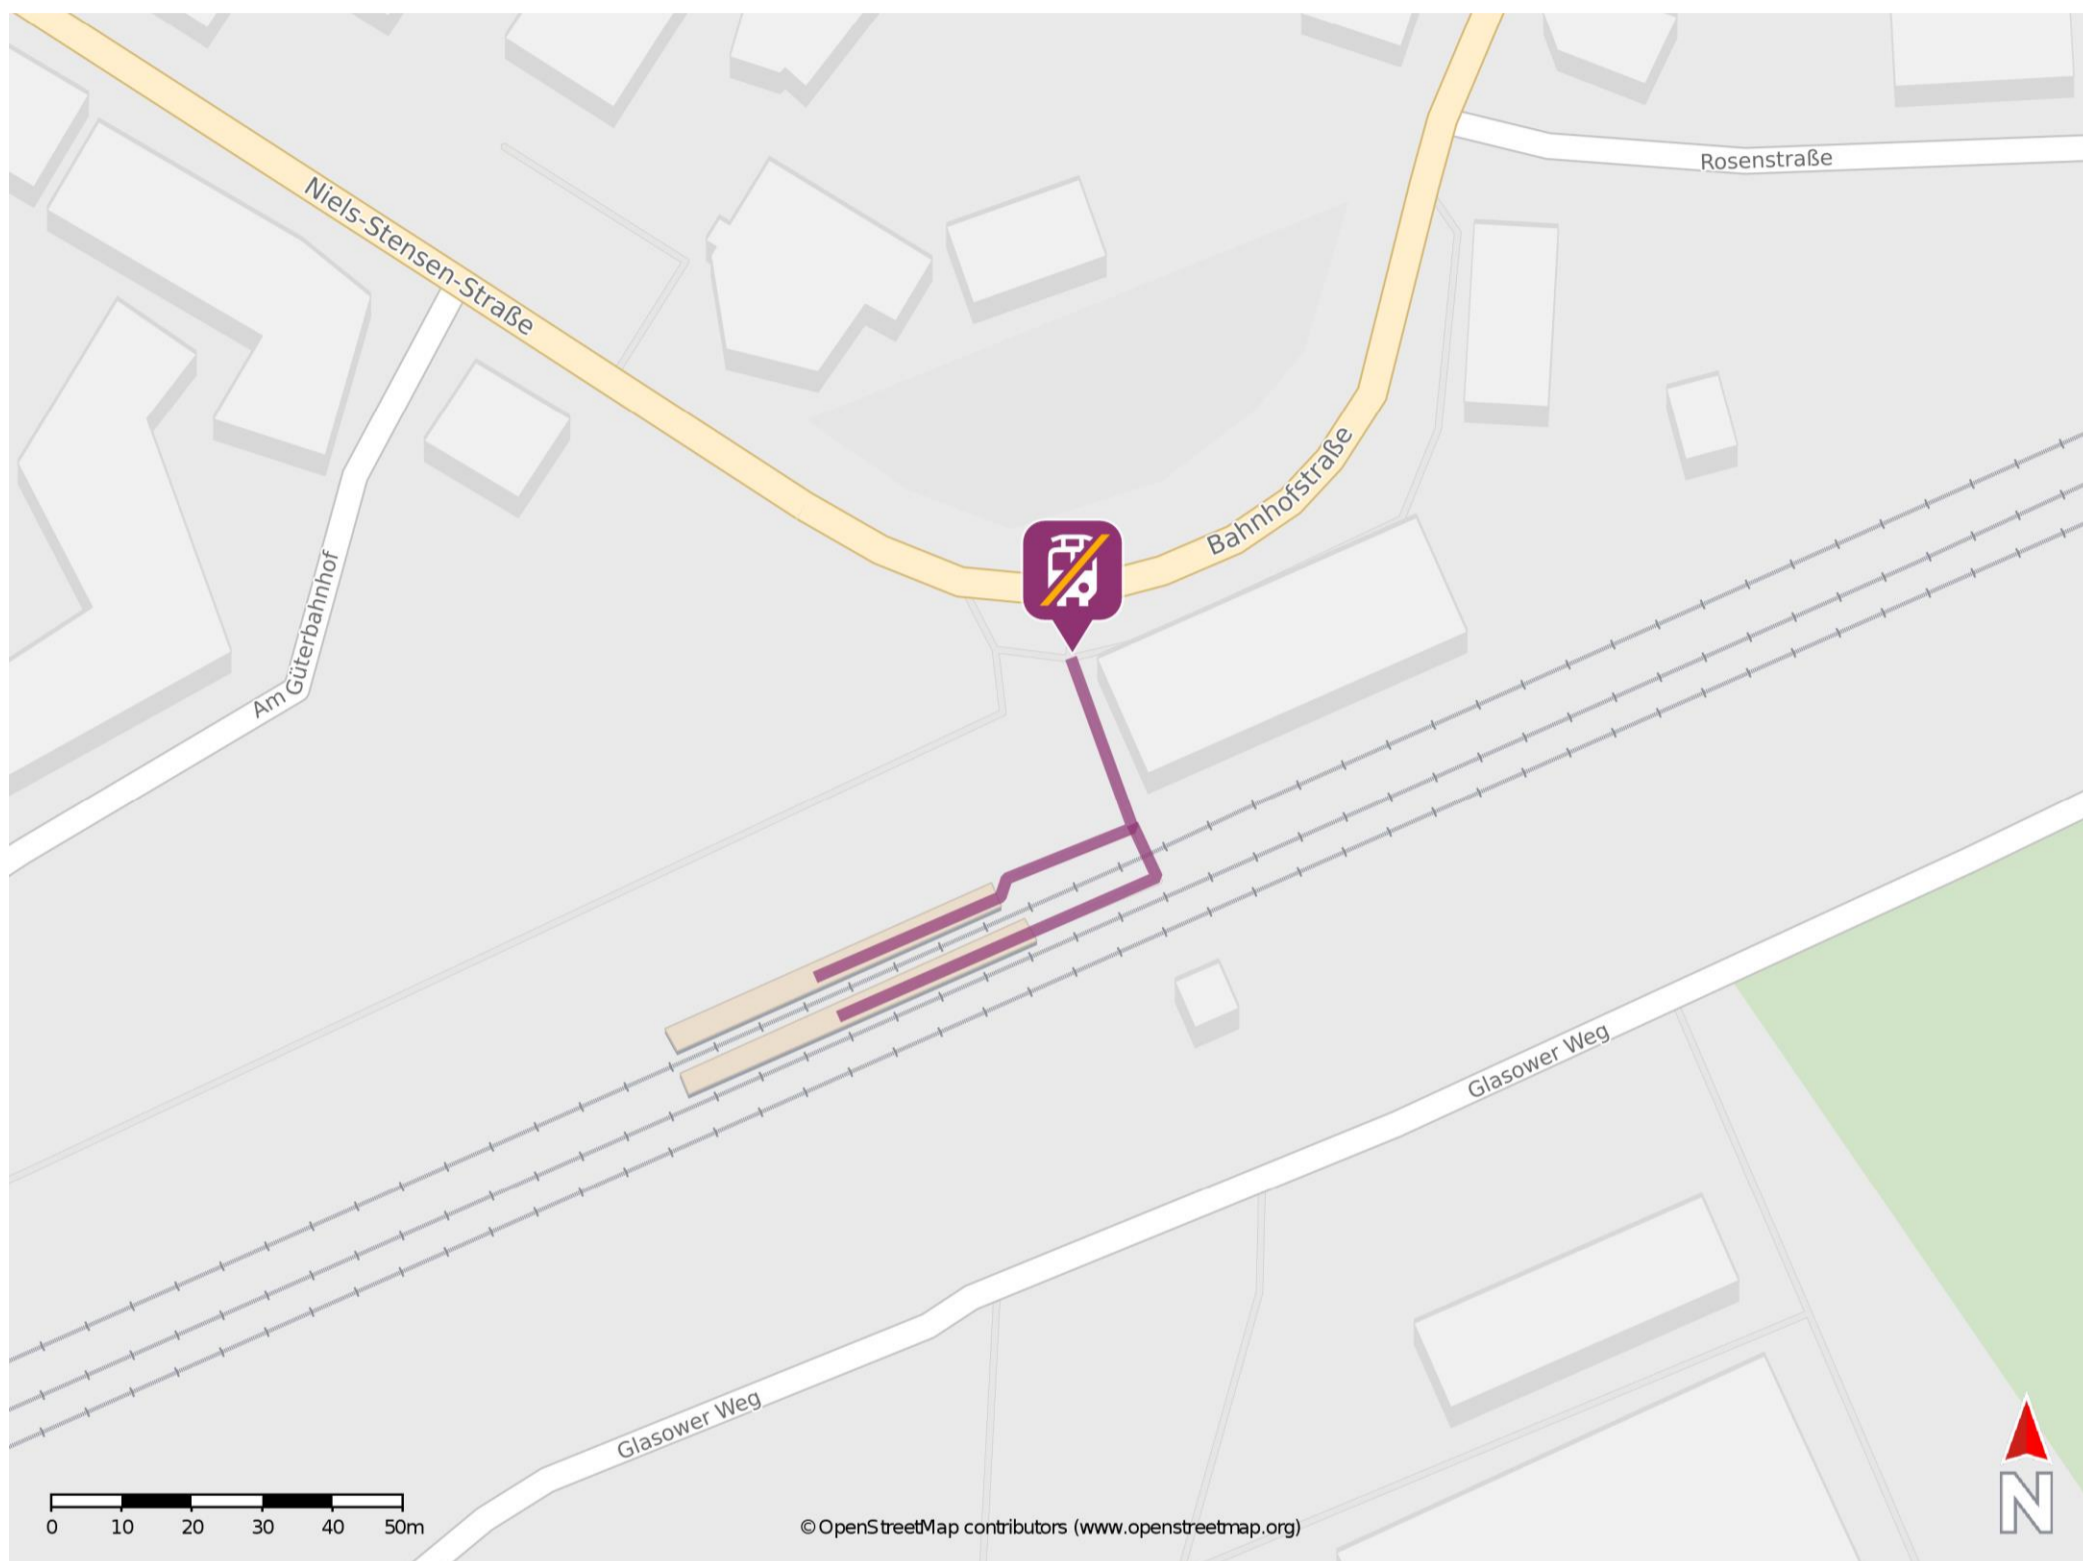 Rosenstraße
Niels-Stensen-Straße
Bahnhofstraße
Am Güterbahnhof
Glasower Weg
Glasower Weg
0 10 20 30 40 50m
© OpenStreetMap contributors (www.openstreetmap.org)
N